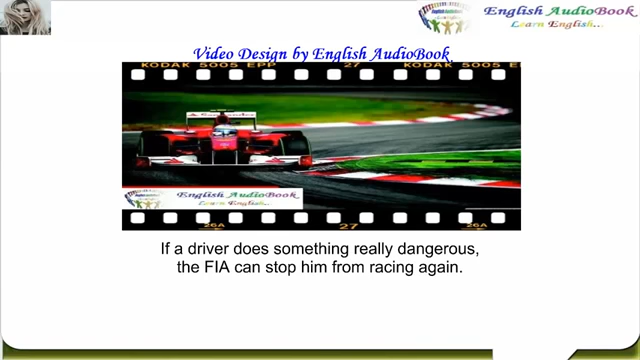 English AudioBook
Learn English...
Video Design by English AudioBook
KODAK 5005 EPP 27 KODAK 5005 E
Santander
English AudioBook
Learn English...
26A 27 26A
If a driver does something really dangerous,
the FIA can stop him from racing again.